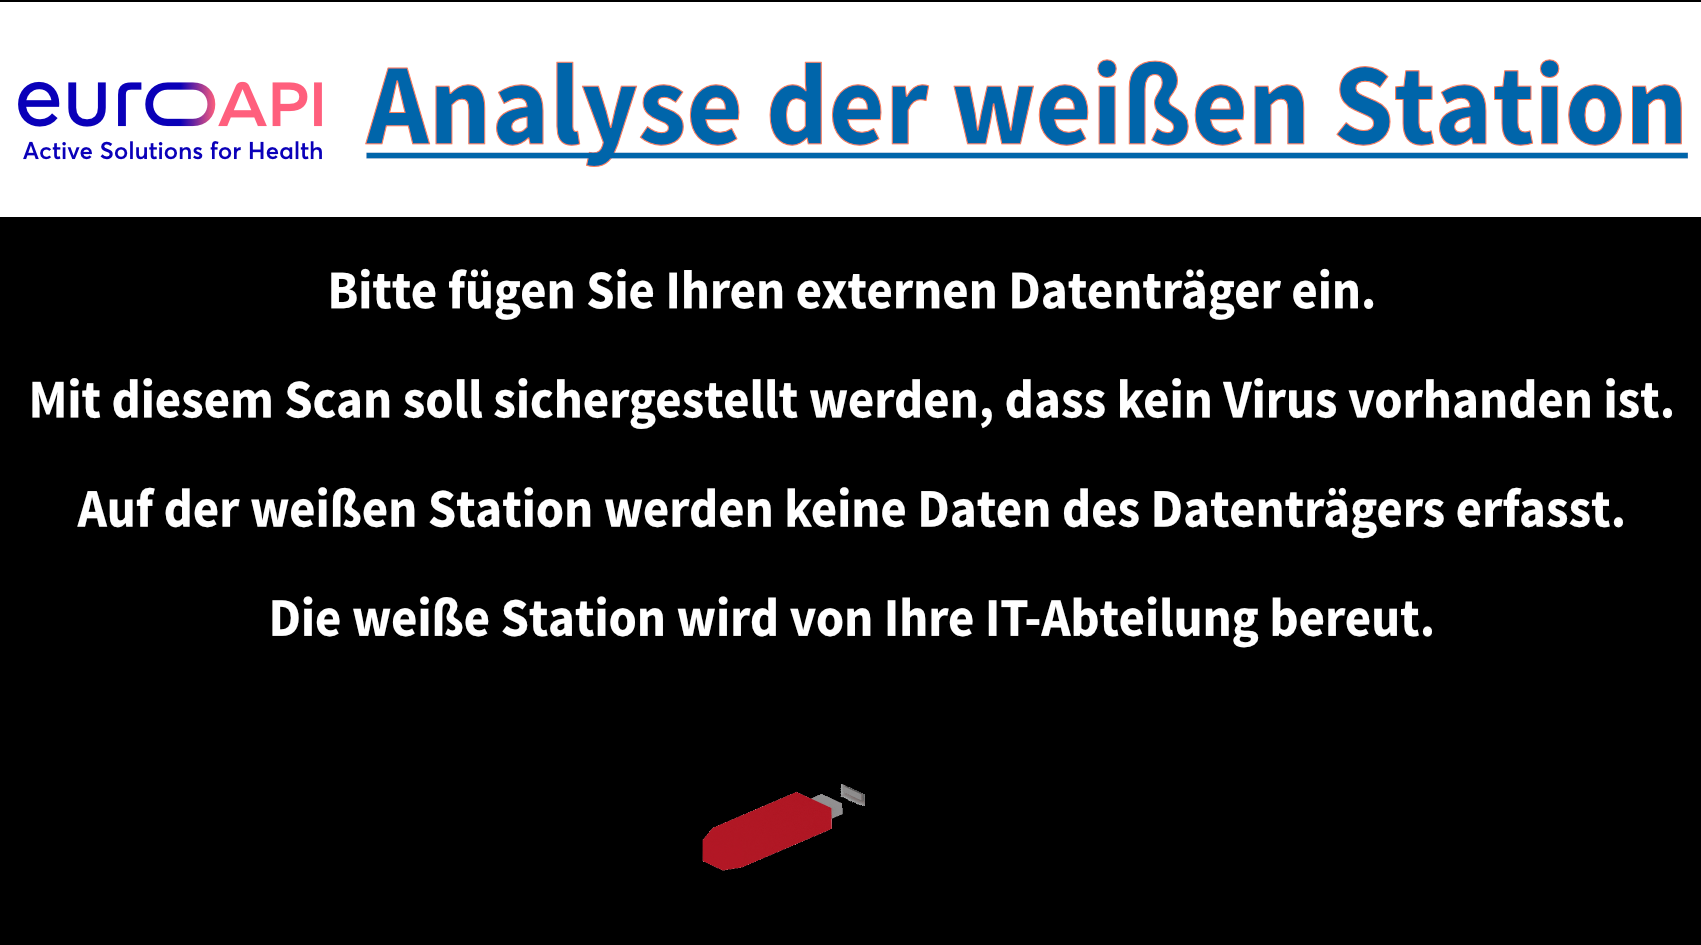 euroAPI
Active Solutions for Health
Analyse der weißen Station
Bitte fügen Sie Ihren externen Datenträger ein.
Mit diesem Scan soll sichergestellt werden, dass kein Virus vorhanden ist.
Auf der weißen Station werden keine Daten des Datenträgers erfasst.
Die weiße Station wird von Ihre IT-Abteilung bereut.